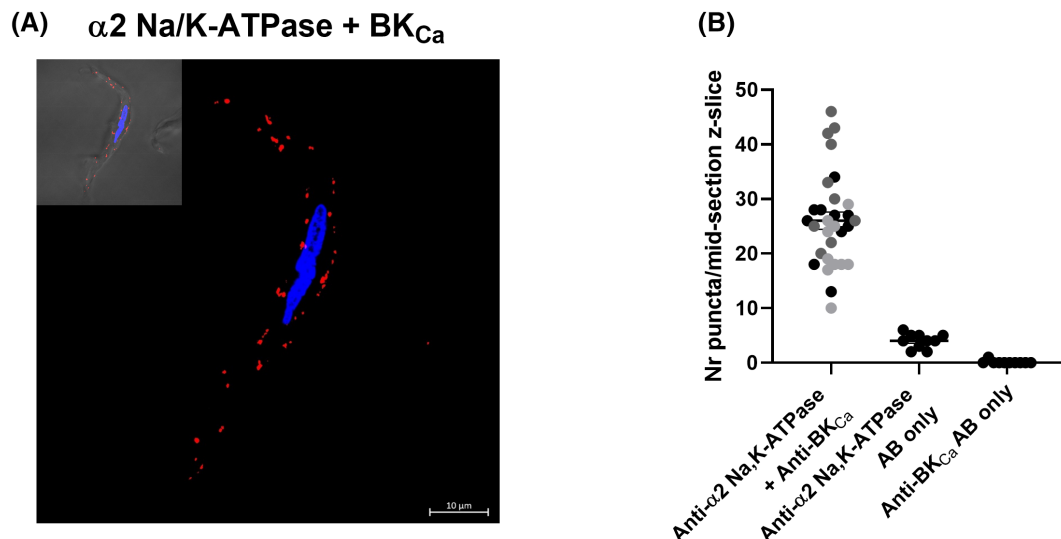 (A) α2 Na/K-ATPase + BKCa
10 µm
(B)
Nr puncta/mid-section z-slice
50
40
30
20
10
0
Anti-α2 Na,K-ATPase
+ Anti-BKCa
Anti-α2 Na,K-ATPase
AB only
Anti-BKCa AB only